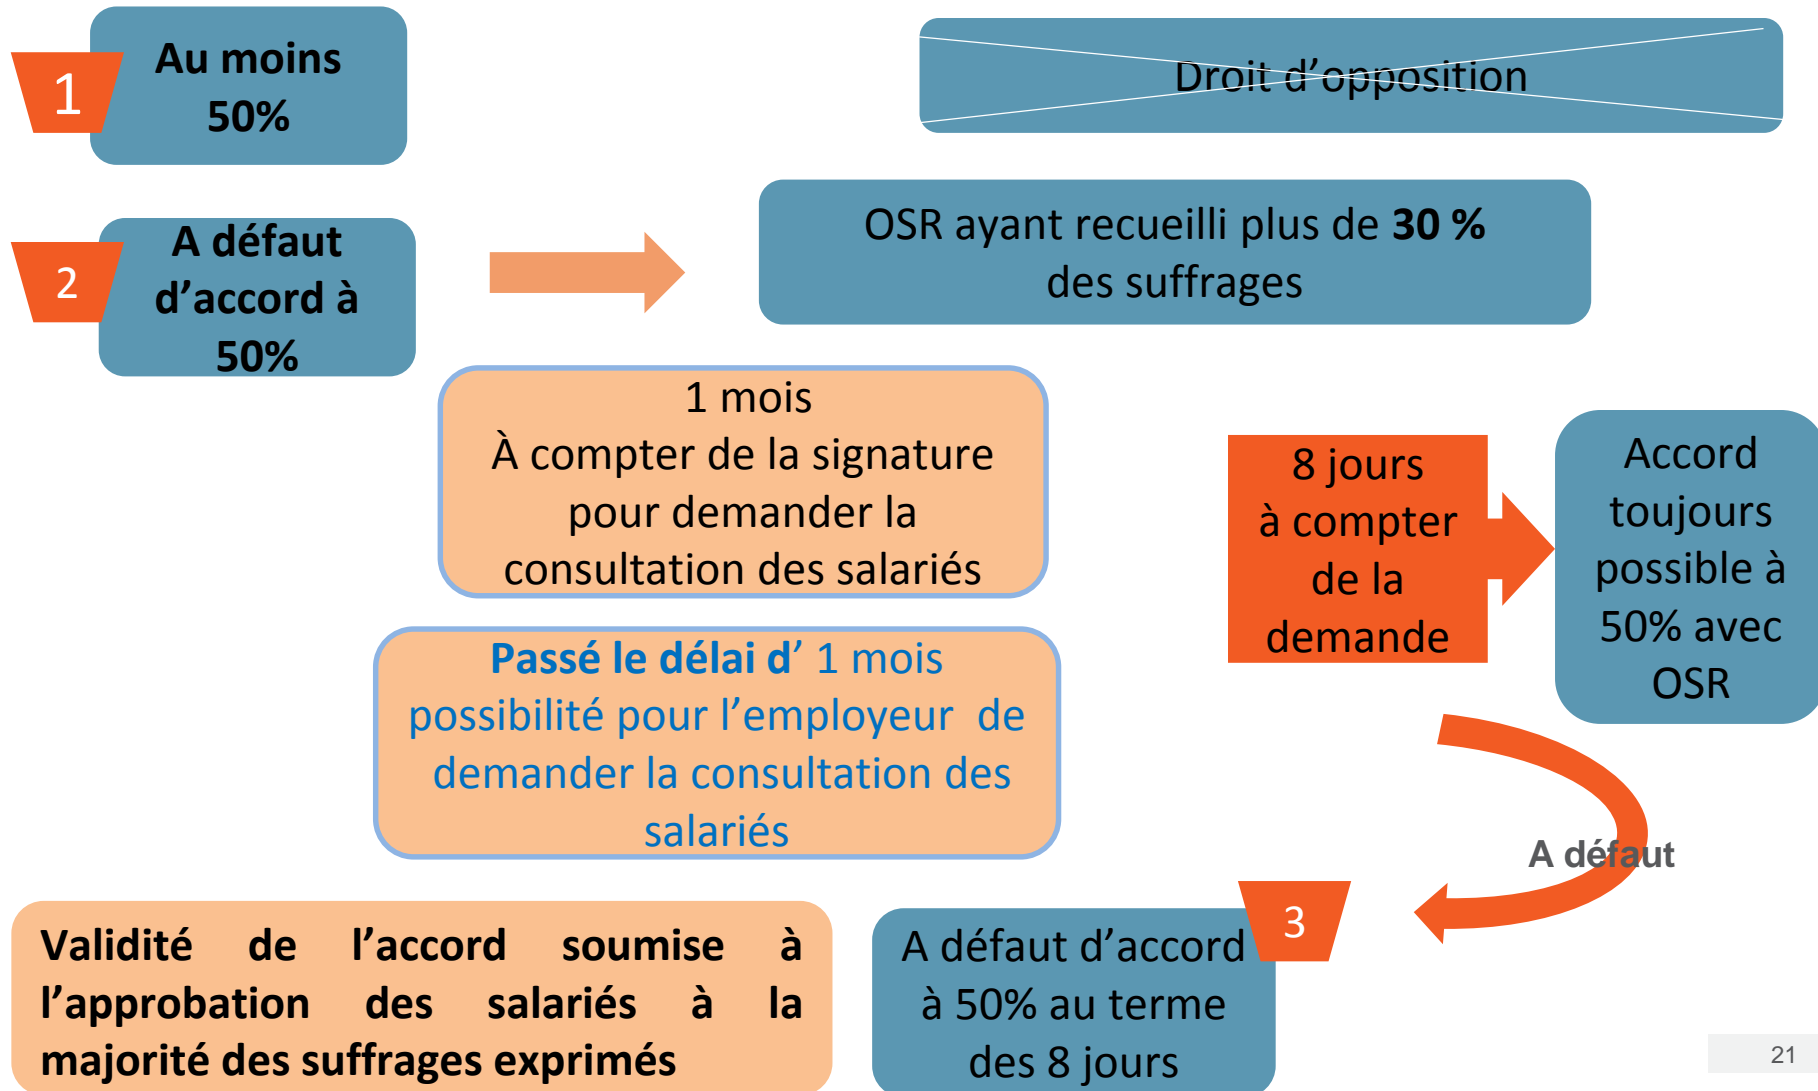 1
Au moins
50%
Droit d’opposition
2
A défaut
d’accord à
50%
OSR ayant recueilli plus de 30 %
des suffrages
1 mois
À compter de la signature
pour demander la
consultation des salariés
8 jours
à compter
de la
demande
Accord
toujours
possible à
50% avec
OSR
Passé le délai d’ 1 mois
possibilité pour l’employeur de
demander la consultation des
salariés
A défaut
3
A défaut d’accord
à 50% au terme
des 8 jours
Validité de l’accord soumise à
l’approbation des salariés à la
majorité des suffrages exprimés
21